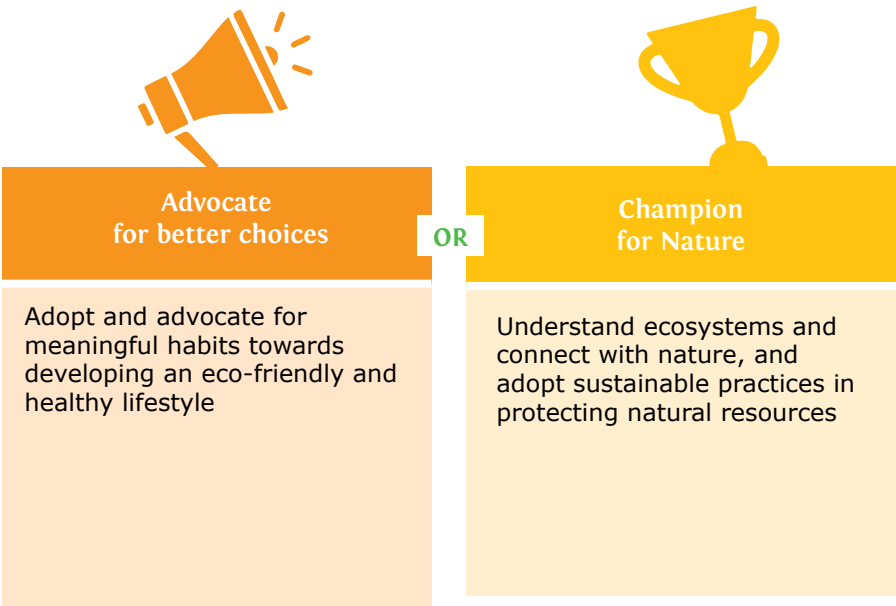 Advocate
for better choices
OR
Champion
for Nature
Adopt and advocate for
meaningful habits towards
developing an eco-friendly and
healthy lifestyle
Understand ecosystems and
connect with nature, and
adopt sustainable practices in
protecting natural resources